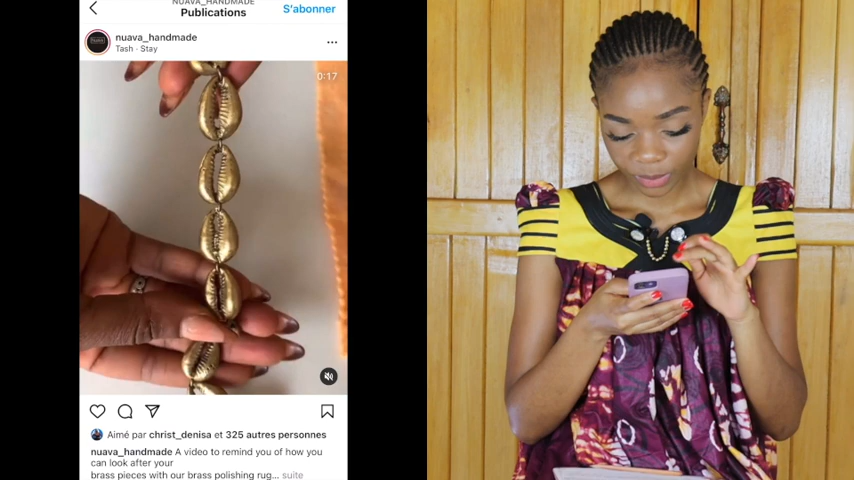 NUAVA_HANDMADE
Publications
S'abonner
nuava_handmade
Tash · Stay
0:17
Aimé par christ_denisa et 325 autres personnes
nuava_handmade A video to remind you of how you
can look after your
brass pieces with our brass polishing rug... suite